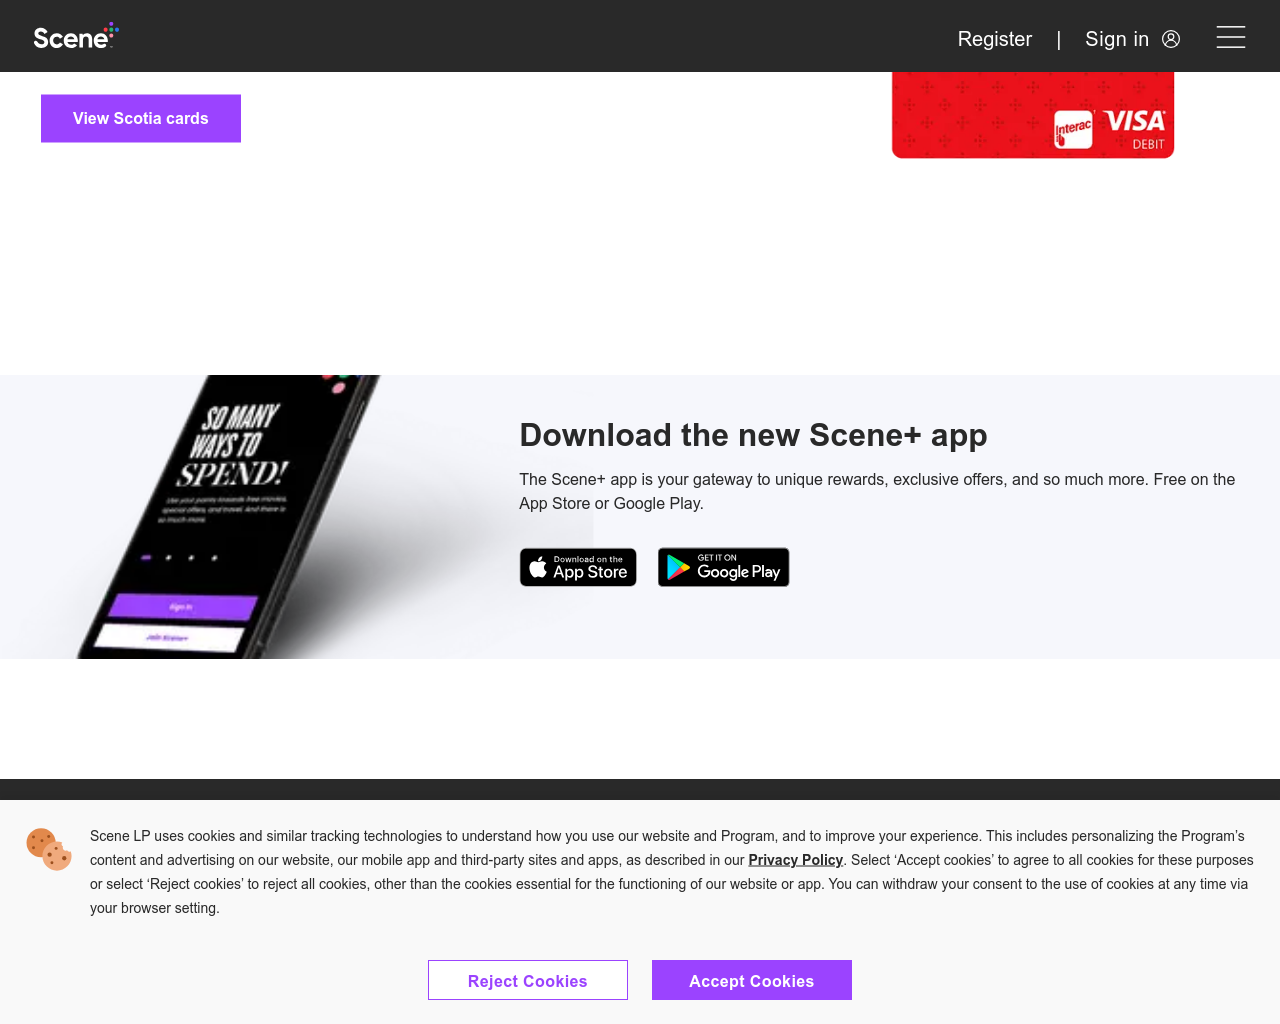 Scene+
Register | Sign in
View Scotia cards
Interac VISA
DEBIT
SO MANY
WAYS TO
SPEND!
Use your points towards free movies,
special offers, and travel. And there is
so much more.
Sign in
Join Scene+
Download the new Scene+ app
The Scene+ app is your gateway to unique rewards, exclusive offers, and so much more. Free on the
App Store or Google Play.
Download on the
App Store
GET IT ON
Google Play
Scene LP uses cookies and similar tracking technologies to understand how you use our website and Program, and to improve your experience. This includes personalizing the Program’s
content and advertising on our website, our mobile app and third-party sites and apps, as described in our Privacy Policy. Select ‘Accept cookies’ to agree to all cookies for these purposes
or select ‘Reject cookies’ to reject all cookies, other than the cookies essential for the functioning of our website or app. You can withdraw your consent to the use of cookies at any time via
your browser setting.
Reject Cookies
Accept Cookies